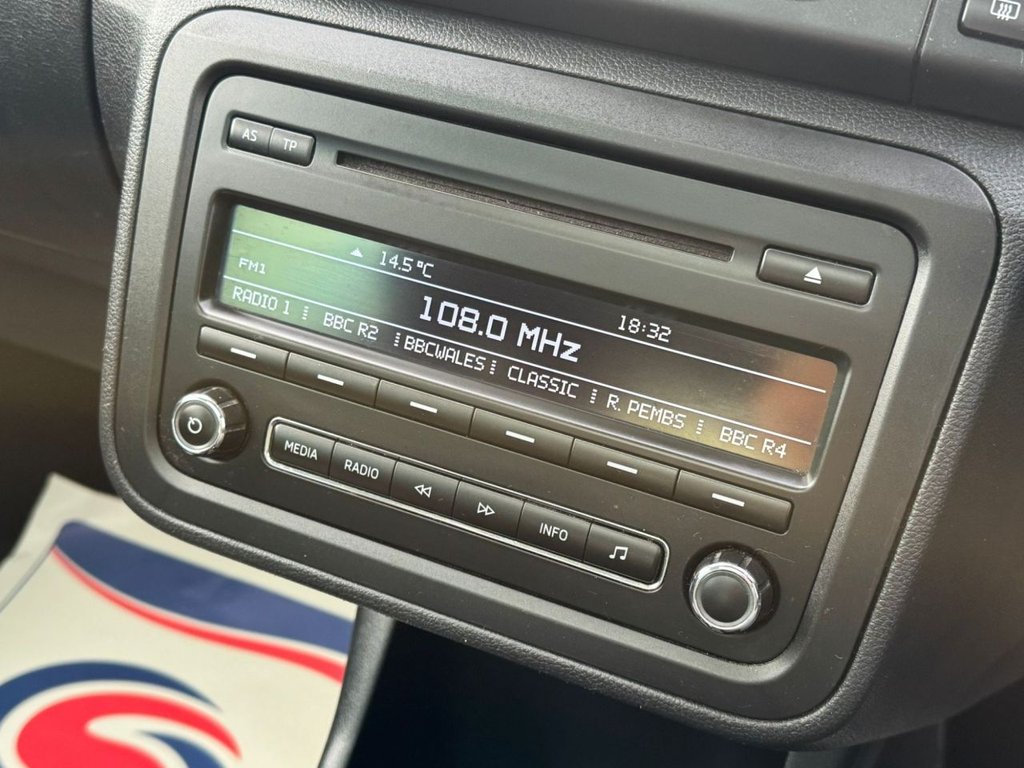 AS TP
14.5°C 18:32
FM1
108.0 MHz
RADIO 1 BBC R2 BBCWALES CLASSIC R. PEMBS BBC R4
MEDIA RADIO INFO